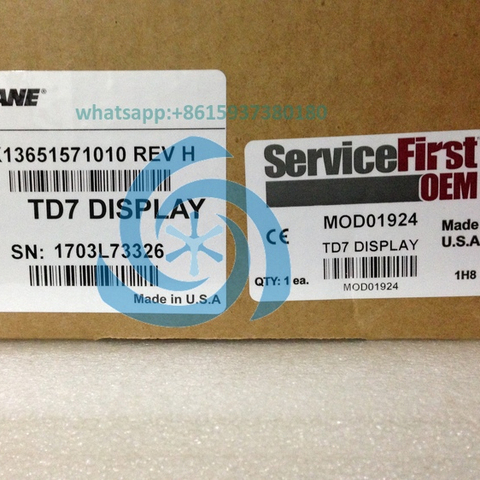 ANE®
whatsapp:+8615937380180
X13651571010 REV H
TD7 DISPLAY
SN: 1703L73326
Made in U.S.A
ServiceFirst
OEM
CE
MOD01924
TD7 DISPLAY
Made
U.S.A
QTY: 1 ea.
MOD01924
1H8